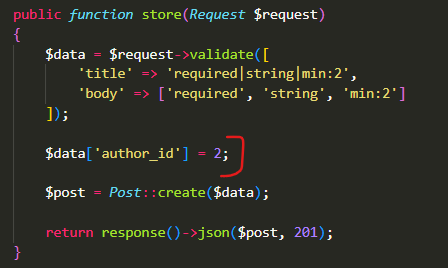 public function store(Request $request)
{
    $data = $request->validate([
        'title' => 'required|string|min:2',
        'body' => ['required', 'string', 'min:2']
    ]);

    $data['author_id'] = 2;

    $post = Post::create($data);

    return response()->json($post, 201);
}